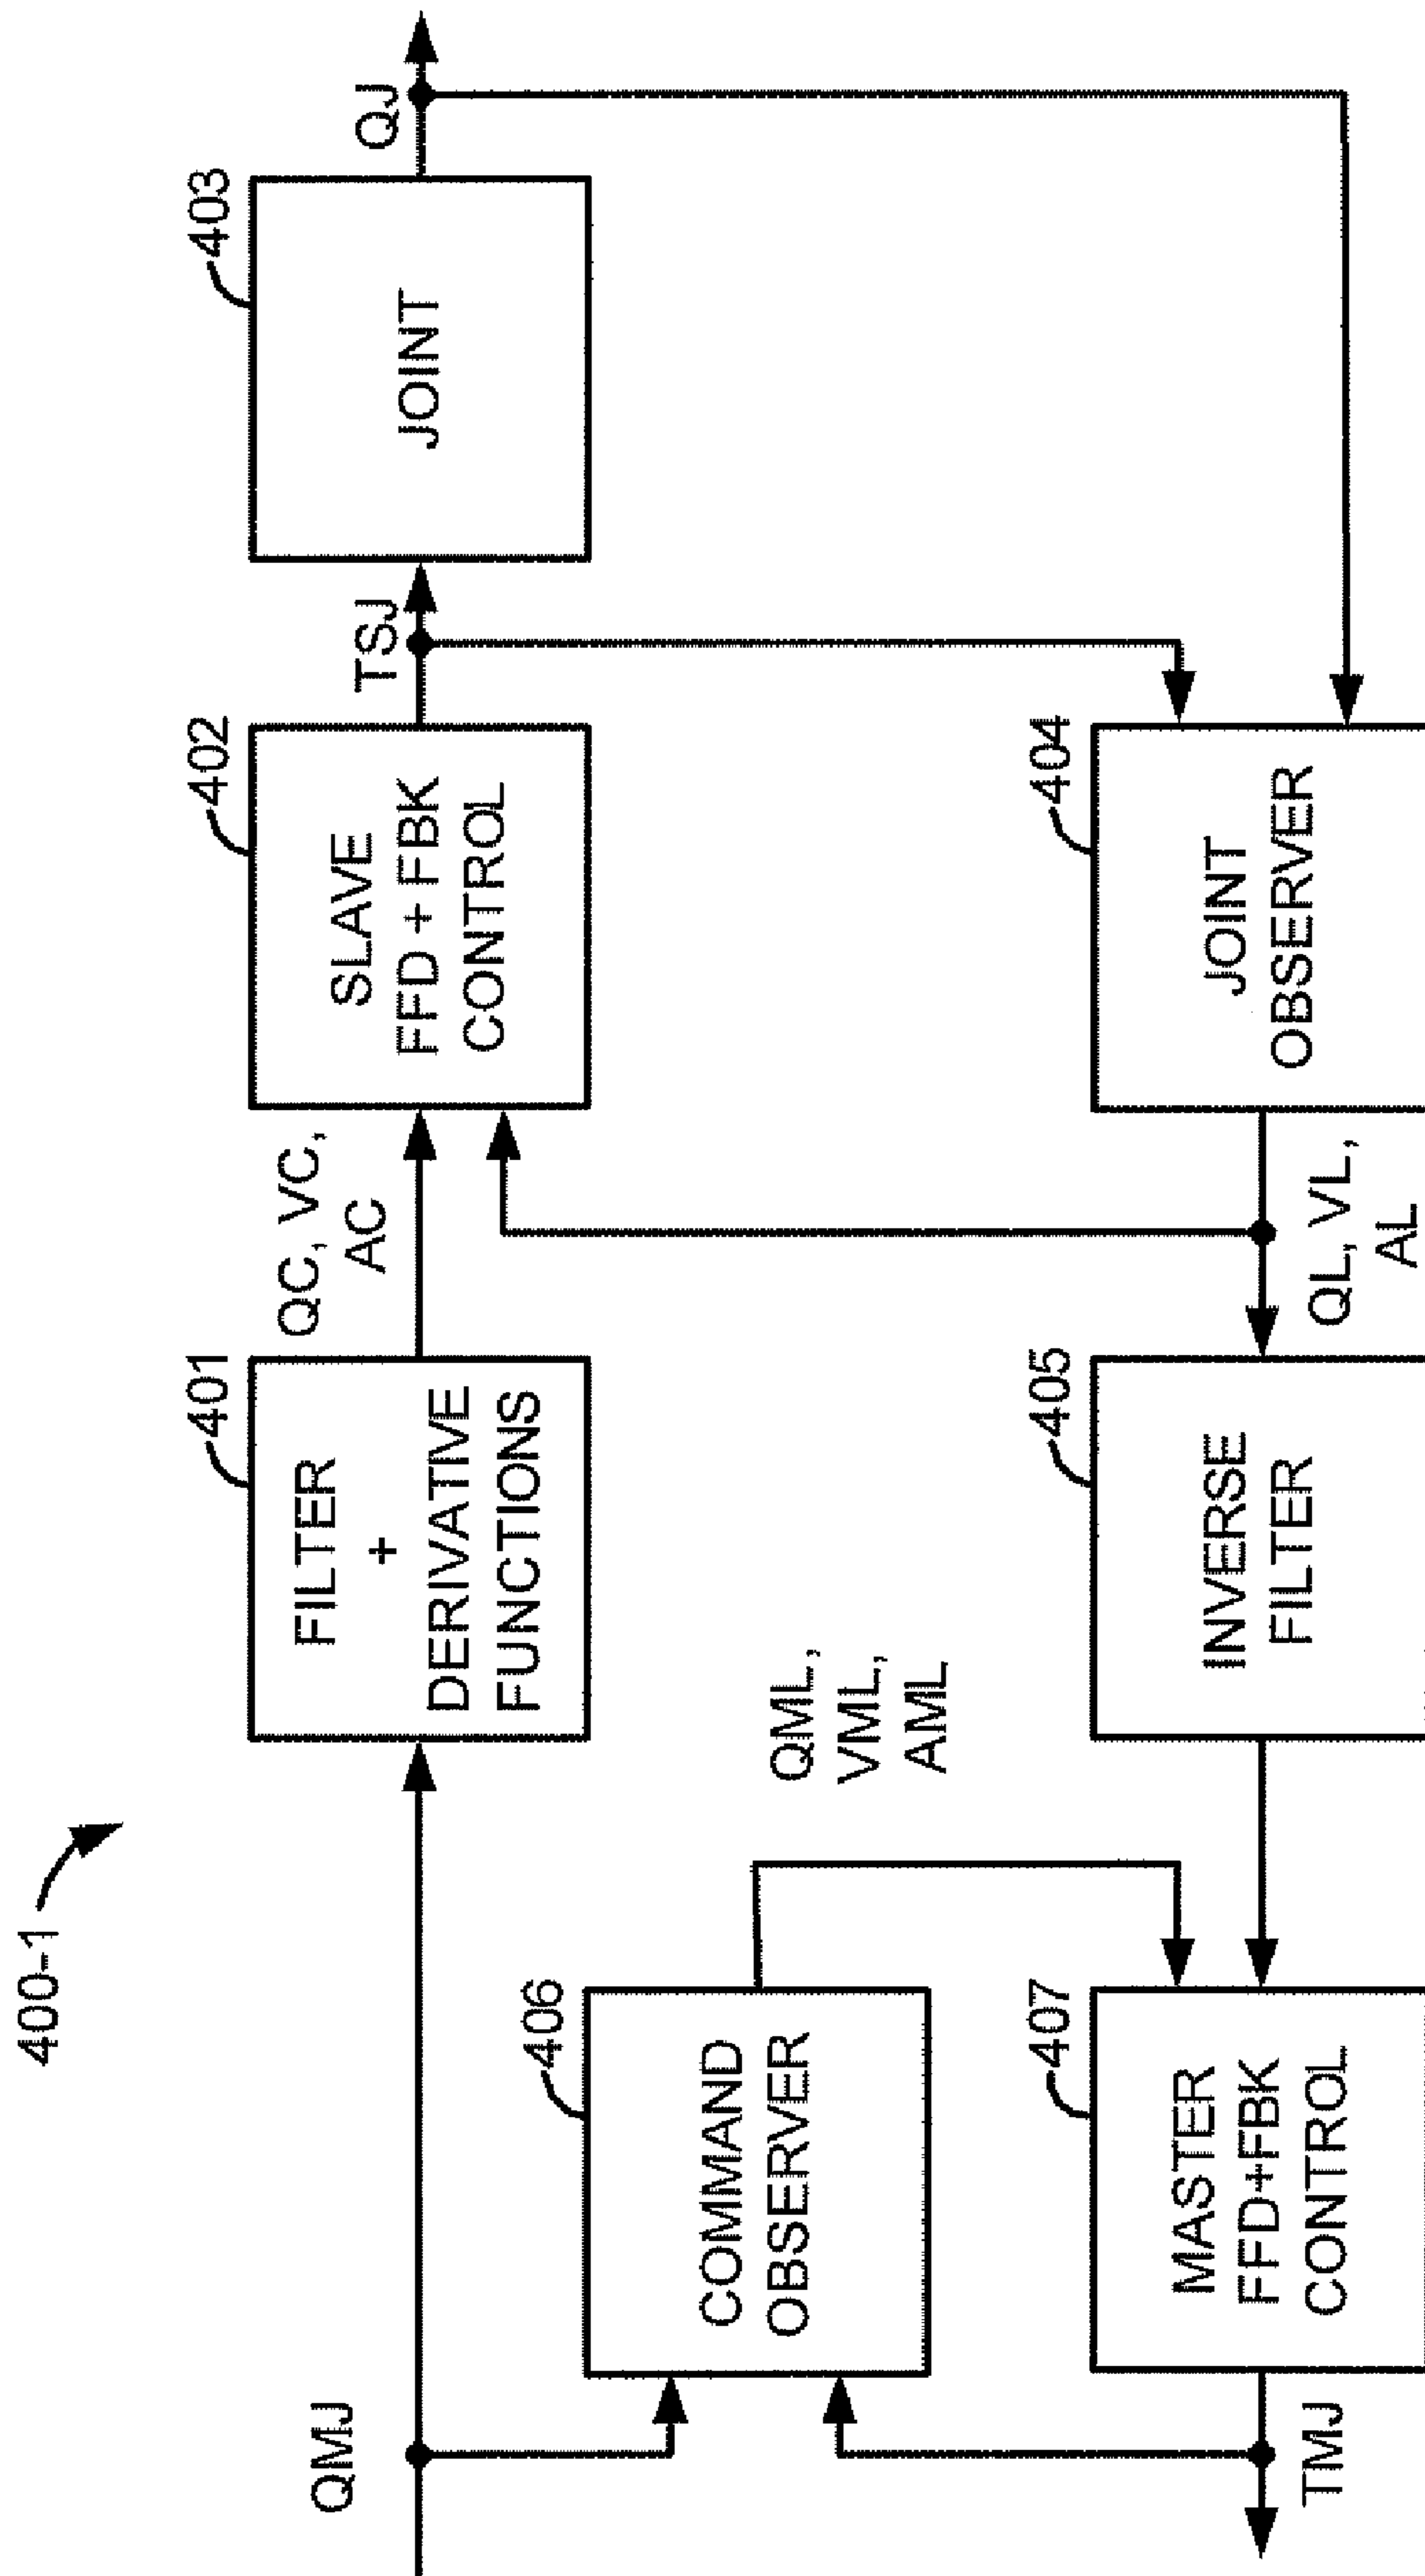 400-1
QMJ
401
FILTER
+
DERIVATIVE
FUNCTIONS
QC, VC,
AC
402
SLAVE
FFD + FBK
CONTROL
TSJ
403
JOINT
QJ
406
COMMAND
OBSERVER
QML,
VML,
AML
407
MASTER
FFD+FBK
CONTROL
TMJ
405
INVERSE
FILTER
QL, VL,
AL
404
JOINT
OBSERVER